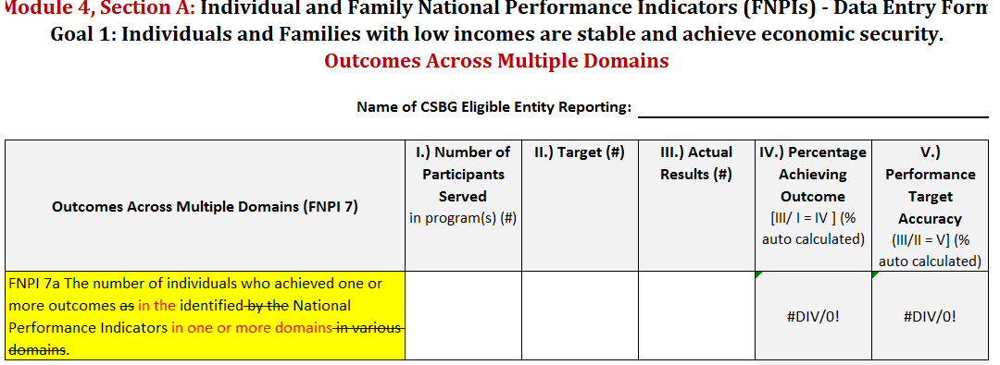 Module 4, Section A: Individual and Family National Performance Indicators (FNPIs) - Data Entry Form
Goal 1: Individuals and Families with low incomes are stable and achieve economic security.
Outcomes Across Multiple Domains
Name of CSBG Eligible Entity Reporting:
Outcomes Across Multiple Domains (FNPI 7)
I.) Number of
Participants
Served
in program(s) (#)
II.) Target (#)
III.) Actual
Results (#)
IV.) Percentage
Achieving
Outcome
[III/ I = IV ] (%
auto calculated)
V.)
Performance
Target
Accuracy
(III/II = V] (%
auto calculated)
FNPI 7a The number of individuals who achieved one or
more outcomes as in the identified by the National
Performance Indicators in one or more domains in various
domains.
#DIV/0!
#DIV/0!